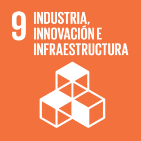 9 INDUSTRIA,
INNOVACIÓN E
INFRAESTRUCTURA